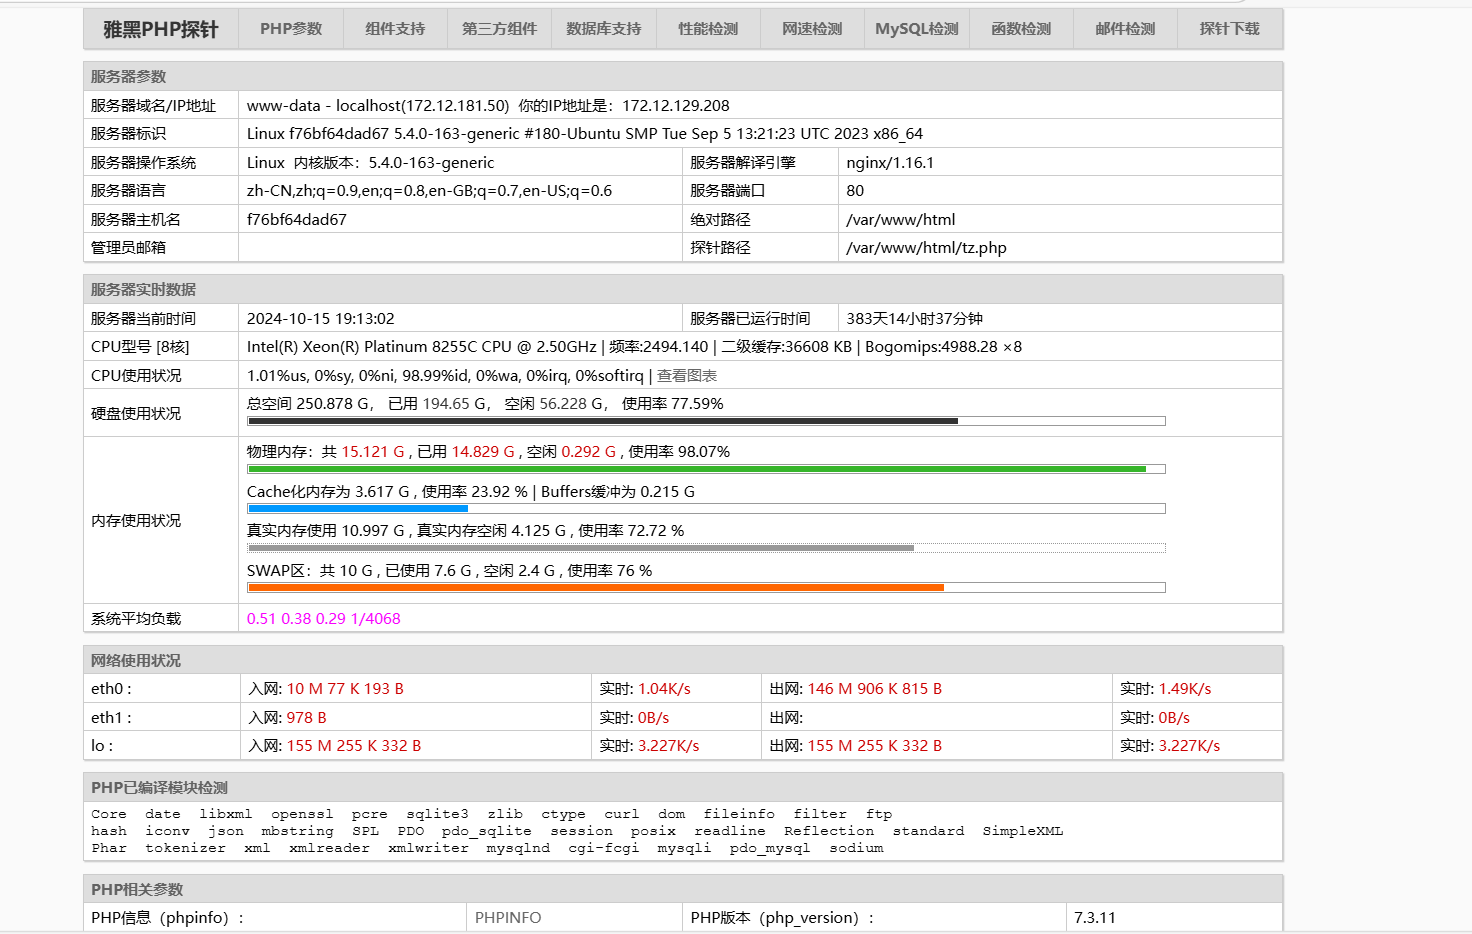 雅黑PHP探针 PHP参数 组件支持 第三方组件 数据库支持 性能检测 网速检测 MySQL检测 函数检测 邮件检测 探针下载
服务器参数
服务器域名/IP地址 www-data - localhost(172.12.181.50) 你的IP地址是：172.12.129.208
服务器标识 Linux f76bf64dad67 5.4.0-163-generic #180-Ubuntu SMP Tue Sep 5 13:21:23 UTC 2023 x86_64
服务器操作系统 Linux 内核版本：5.4.0-163-generic 服务器解译引擎 nginx/1.16.1
服务器语言 zh-CN,zh;q=0.9,en;q=0.8,en-GB;q=0.7,en-US;q=0.6 服务器端口 80
服务器主机名 f76bf64dad67 绝对路径 /var/www/html
管理员邮箱 探针路径 /var/www/html/tz.php
服务器实时数据
服务器当前时间 2024-10-15 19:13:02 服务器已运行时间 383天14小时37分钟
CPU型号 [8核] Intel(R) Xeon(R) Platinum 8255C CPU @ 2.50GHz | 频率:2494.140 | 二级缓存:36608 KB | Bogomips:4988.28 ×8
CPU使用状况 1.01%us, 0%sy, 0%ni, 98.99%id, 0%wa, 0%irq, 0%softirq | 查看图表
硬盘使用状况 总空间 250.878 G， 已用 194.65 G， 空闲 56.228 G， 使用率 77.59%
内存使用状况 物理内存：共 15.121 G , 已用 14.829 G , 空闲 0.292 G , 使用率 98.07%
Cache化内存为 3.617 G , 使用率 23.92 % | Buffers缓冲为 0.215 G
真实内存使用 10.997 G , 真实内存空闲 4.125 G , 使用率 72.72 %
SWAP区：共 10 G , 已使用 7.6 G , 空闲 2.4 G , 使用率 76 %
系统平均负载 0.51 0.38 0.29 1/4068
网络使用状况
eth0 : 入网: 10 M 77 K 193 B 实时: 1.04K/s 出网: 146 M 906 K 815 B 实时: 1.49K/s
eth1 : 入网: 978 B 实时: 0B/s 出网: 实时: 0B/s
lo : 入网: 155 M 255 K 332 B 实时: 3.227K/s 出网: 155 M 255 K 332 B 实时: 3.227K/s
PHP已编译模块检测
Core date libxml openssl pcre sqlite3 zlib ctype curl dom fileinfo filter ftp
hash iconv json mbstring SPL PDO pdo_sqlite session posix readline Reflection standard SimpleXML
Phar tokenizer xml xmlreader xmlwriter mysqlnd cgi-fcgi mysqli pdo_mysql sodium
PHP相关参数
PHP信息（phpinfo）: PHPINFO PHP版本（php_version）: 7.3.11